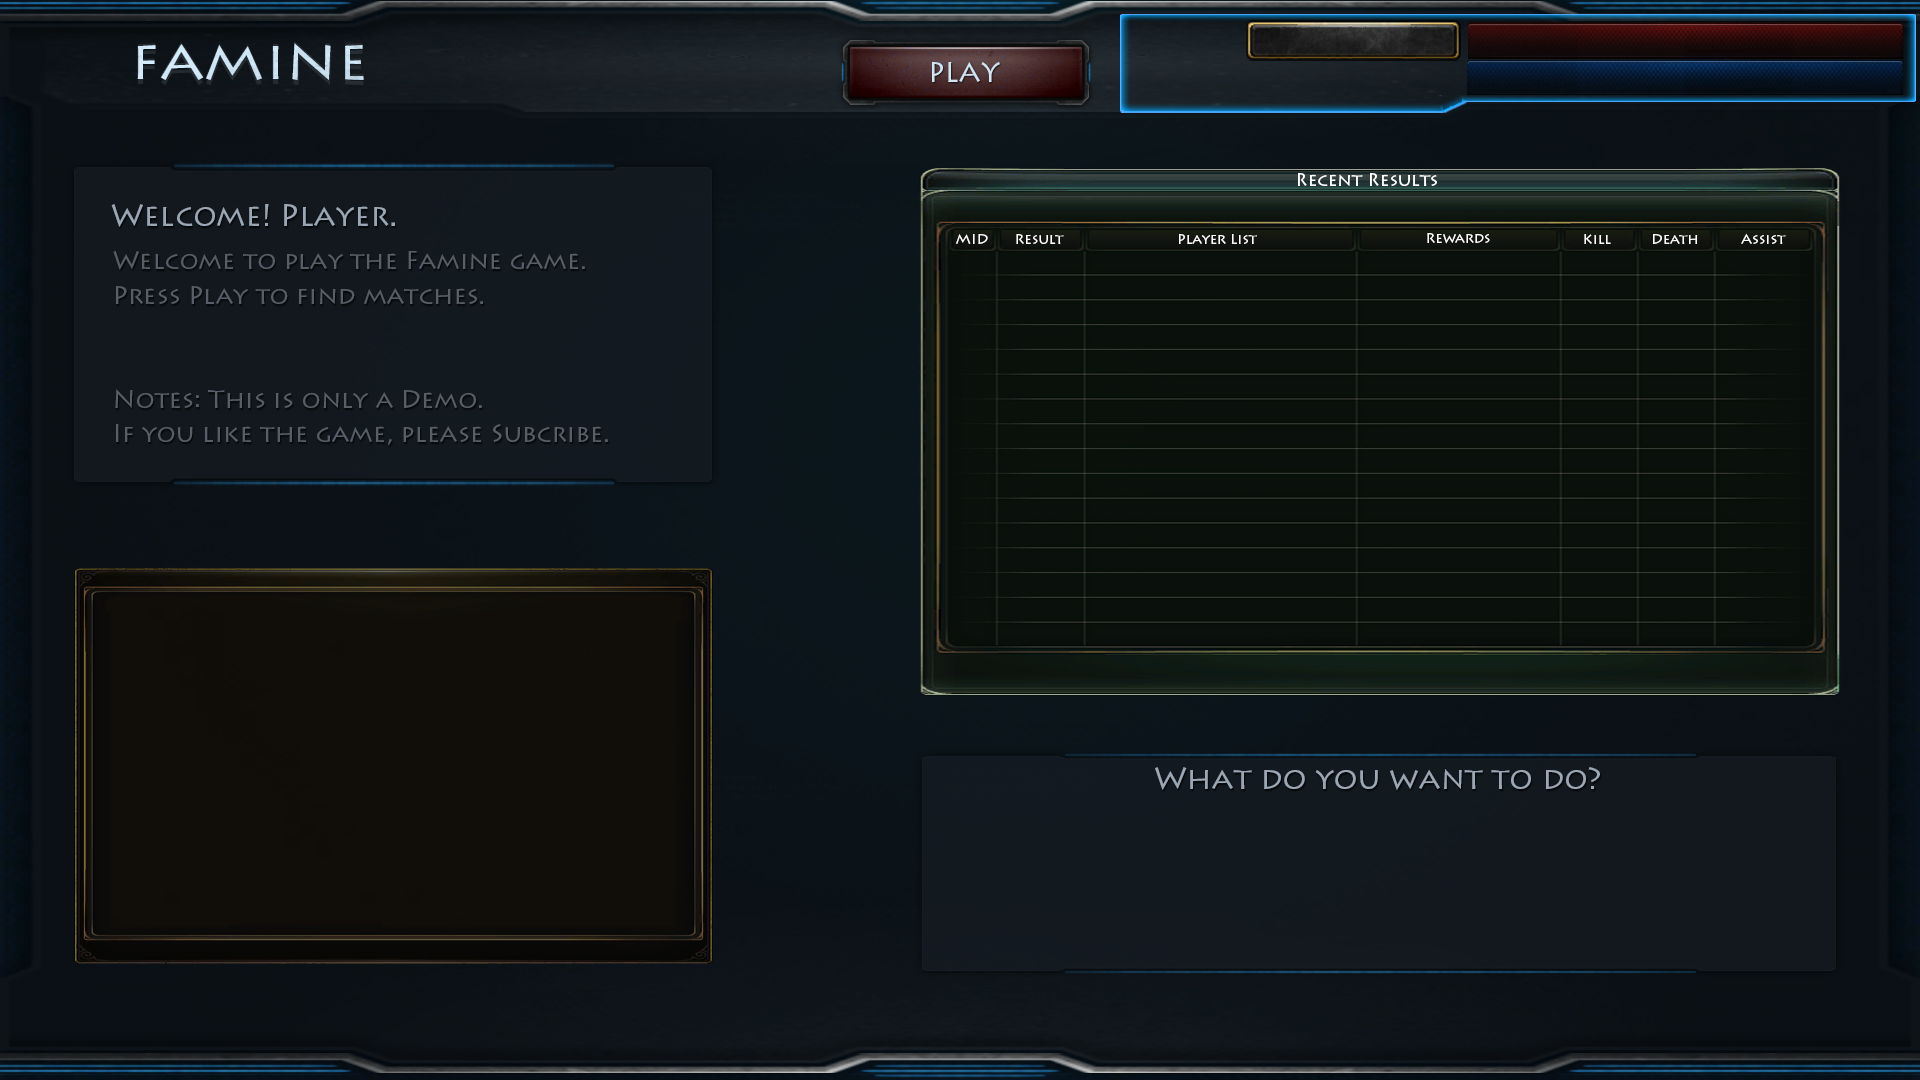 FAMINE
PLAY
WELCOME! PLAYER.
WELCOME TO PLAY THE FAMINE GAME.
PRESS PLAY TO FIND MATCHES.
NOTES: THIS IS ONLY A DEMO.
IF YOU LIKE THE GAME, PLEASE SUBCRIBE.
RECENT RESULTS
MID RESULT PLAYER LIST REWARDS KILL DEATH ASSIST
WHAT DO YOU WANT TO DO?